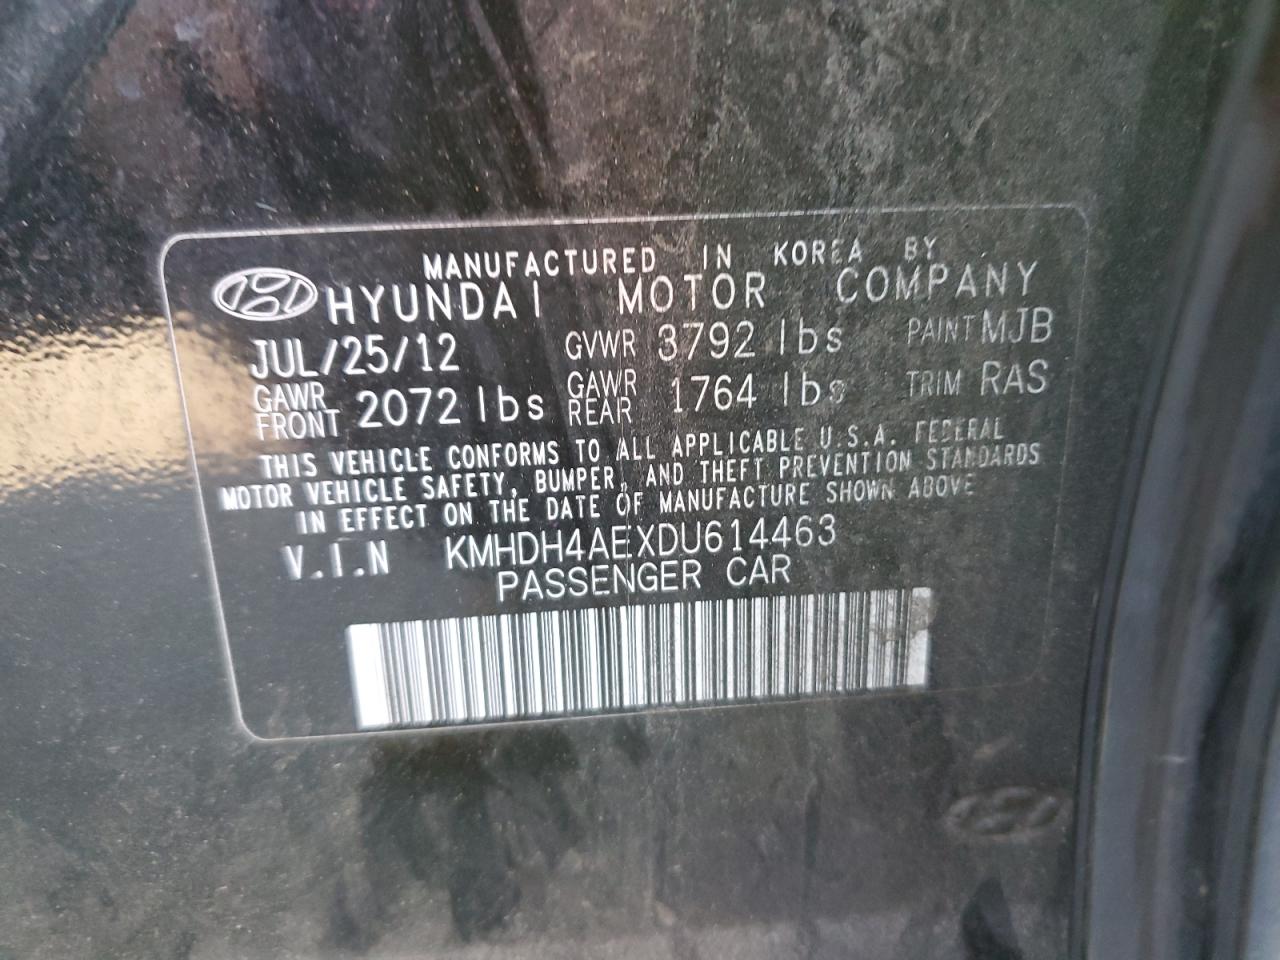 MANUFACTURED IN KOREA BY
HYUNDAI MOTOR COMPANY
JUL/25/12 GVWR 3792 lbs PAINT MJB
GAWR FRONT 2072 lbs GAWR REAR 1764 lbs TRIM RAS
THIS VEHICLE CONFORMS TO ALL APPLICABLE U.S.A. FEDERAL
MOTOR VEHICLE SAFETY, BUMPER, AND THEFT PREVENTION STANDARDS
IN EFFECT ON THE DATE OF MANUFACTURE SHOWN ABOVE
V.I.N KMHDH4AEXDU614463
PASSENGER CAR